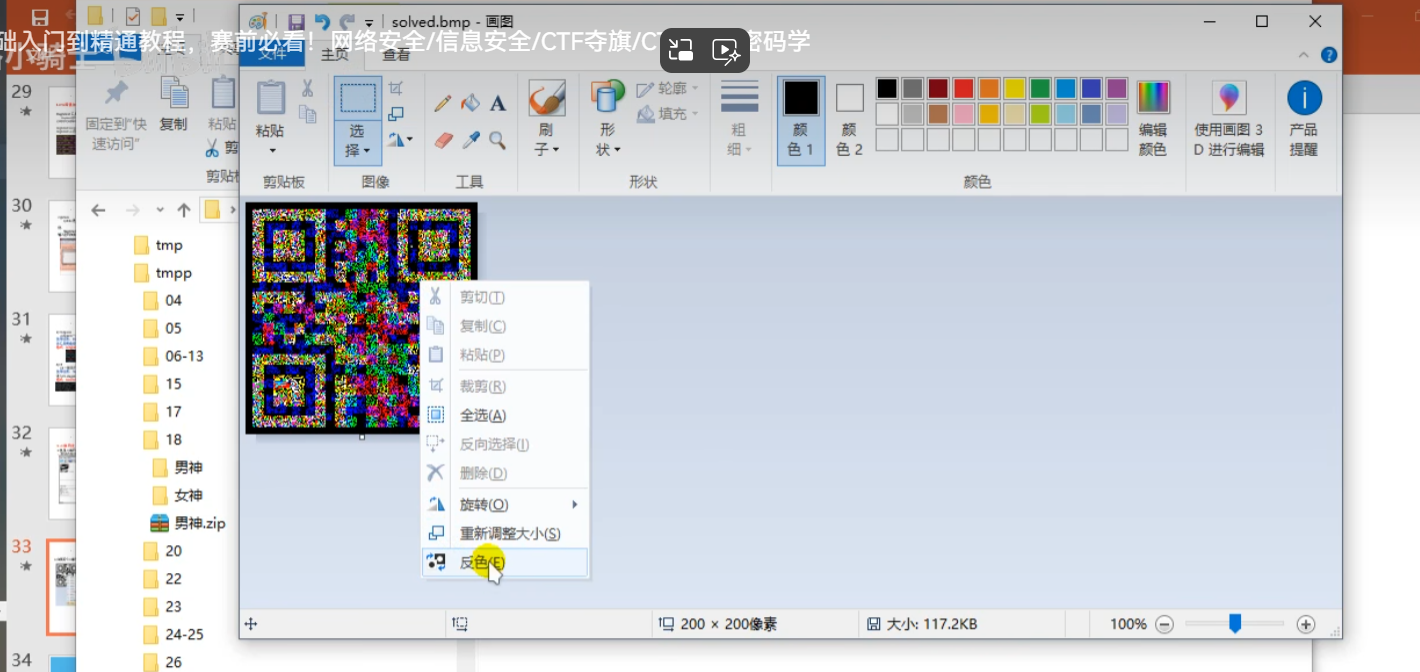 solved.bmp - 画图
础入门到精通教程，赛前必看！网络安全/信息安全/CTF夺旗/CT
密码学
文件
主页
查看
固定到"快
速访问"
复制
粘贴
剪
剪贴板
粘贴
剪贴板
选
择
图像
工具
刷
子
形
状
轮廓
填充
形状
粗
细
颜
色 1
颜
色 2
颜色
编辑
颜色
使用画图 3
D 进行编辑
产品
提醒
29
30
31
32
33
34
tmp
tmpp
04
05
06-13
15
17
18
男神
女神
男神.zip
20
22
23
24-25
26
剪切(T)
复制(C)
粘贴(P)
裁剪(R)
全选(A)
反向选择(I)
删除(D)
旋转(O)
重新调整大小(S)
反色(E)
200 × 200像素
大小: 117.2KB
100%